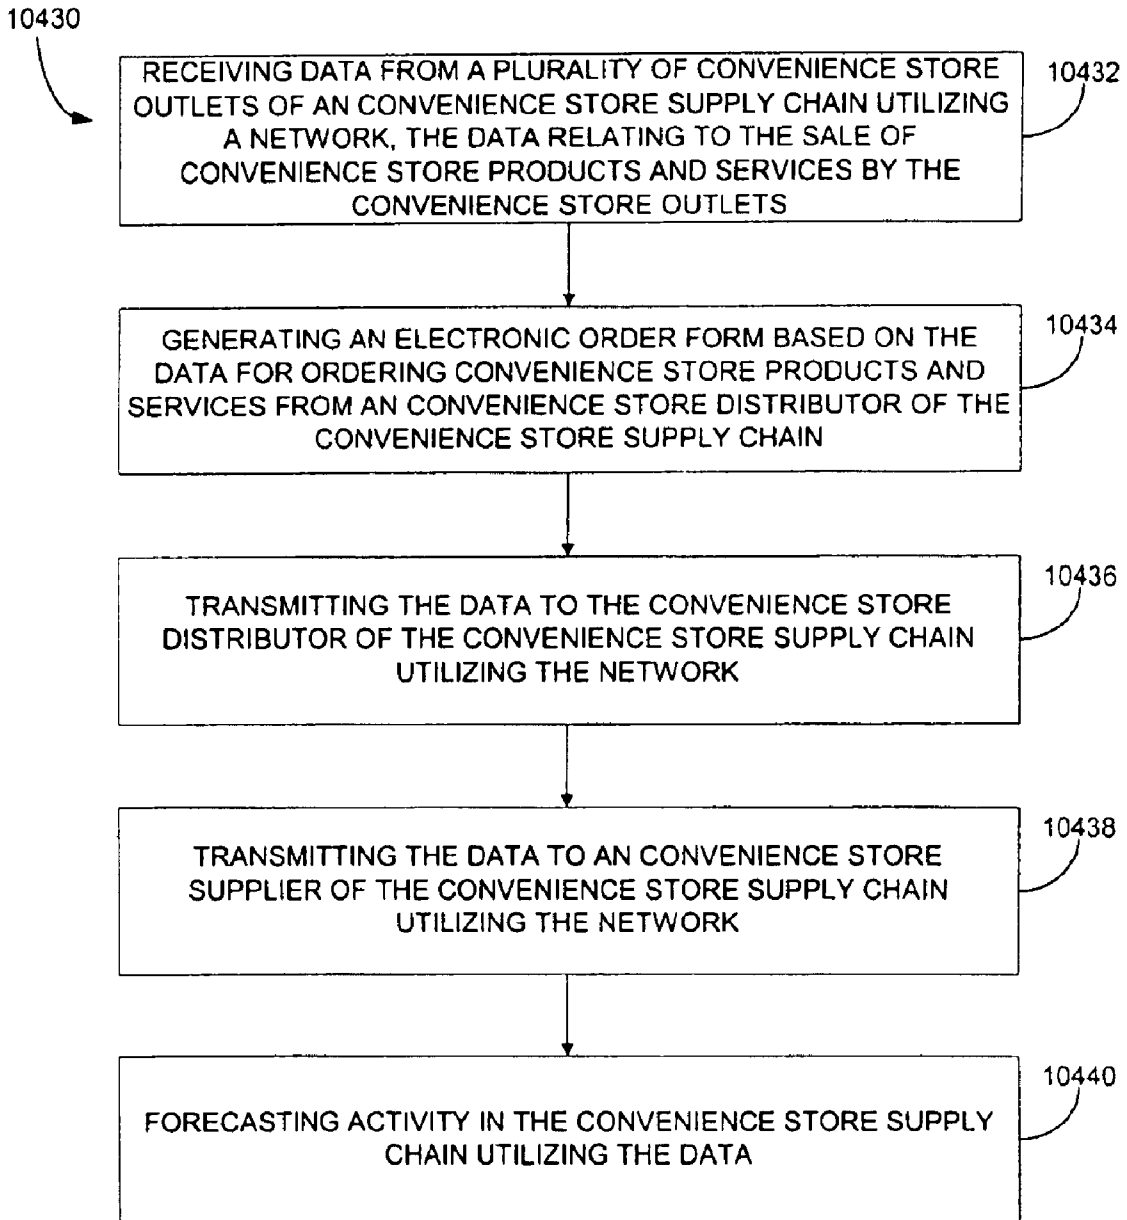 10430
RECEIVING DATA FROM A PLURALITY OF CONVENIENCE STORE
OUTLETS OF AN CONVENIENCE STORE SUPPLY CHAIN UTILIZING
A NETWORK, THE DATA RELATING TO THE SALE OF
CONVENIENCE STORE PRODUCTS AND SERVICES BY THE
CONVENIENCE STORE OUTLETS
10432
GENERATING AN ELECTRONIC ORDER FORM BASED ON THE
DATA FOR ORDERING CONVENIENCE STORE PRODUCTS AND
SERVICES FROM AN CONVENIENCE STORE DISTRIBUTOR OF THE
CONVENIENCE STORE SUPPLY CHAIN
10434
TRANSMITTING THE DATA TO THE CONVENIENCE STORE
DISTRIBUTOR OF THE CONVENIENCE STORE SUPPLY CHAIN
UTILIZING THE NETWORK
10436
TRANSMITTING THE DATA TO AN CONVENIENCE STORE
SUPPLIER OF THE CONVENIENCE STORE SUPPLY CHAIN
UTILIZING THE NETWORK
10438
FORECASTING ACTIVITY IN THE CONVENIENCE STORE SUPPLY
CHAIN UTILIZING THE DATA
10440